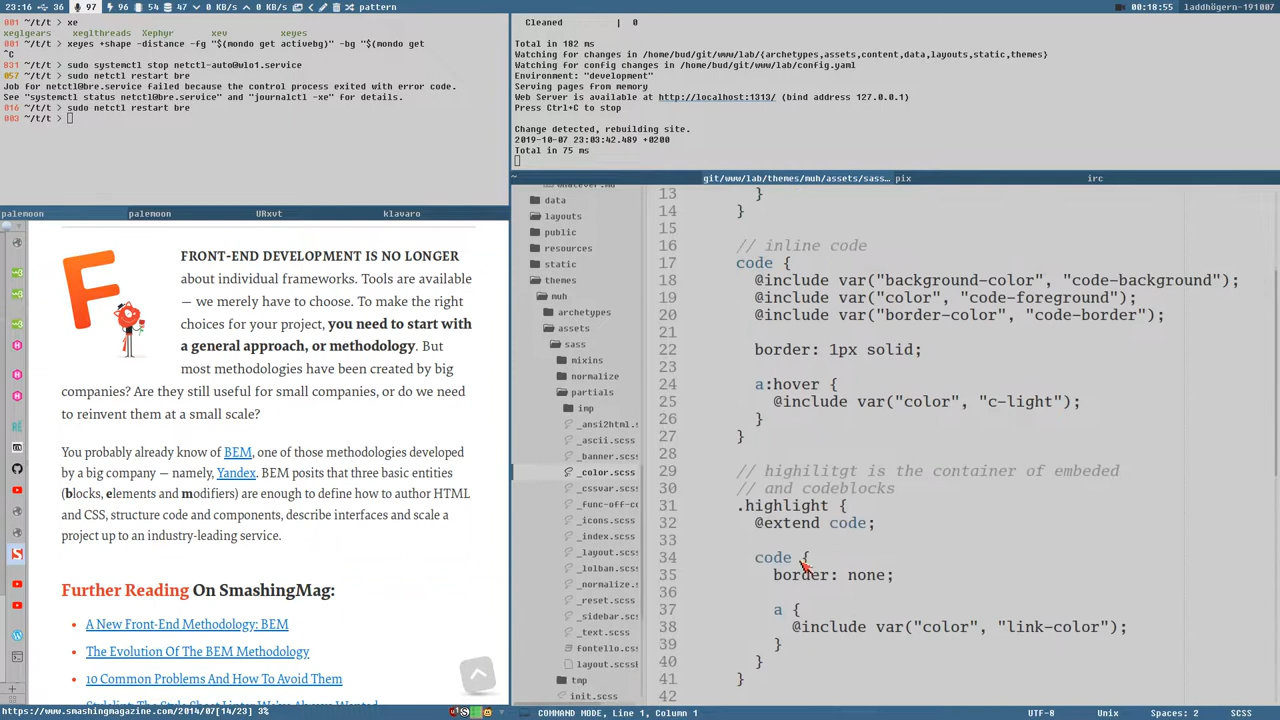 23:16 36 97 96 54 47 0 KB/s 0 KB/s pattern
00:18:55 laddhögern-191007
001 ~/t/t > xe
xeglgears xeglthreads Xephyr xev xeyes
001 ~/t/t > xeyes +shape -distance -fg "$(mondo get activebg)" -bg "$(mondo get
^C
831 ~/t/t > sudo systemctl stop netctl-auto@wlo1.service
057 ~/t/t > sudo netctl restart bre
Job for netctl@bre.service failed because the control process exited with error code.
See "systemctl status netctl@bre.service" and "journalctl -xe" for details.
016 ~/t/t > sudo netctl restart bre
003 ~/t/t >
Cleaned | 0
Total in 182 ms
Watching for changes in /home/bud/git/www/lab/{archetypes,assets,content,data,layouts,static,themes}
Watching for config changes in /home/bud/git/www/lab/config.yaml
Environment: "development"
Serving pages from memory
Web Server is available at http://localhost:1313/ (bind address 127.0.0.1)
Press Ctrl+C to stop
Change detected, rebuilding site.
2019-10-07 23:03:42.489 +0200
Total in 75 ms
palemoon palemoon URxvt klavaro
F
FRONT-END DEVELOPMENT IS NO LONGER
about individual frameworks. Tools are available
— we merely have to choose. To make the right
choices for your project, you need to start with
a general approach, or methodology. But
most methodologies have been created by big
companies? Are they still useful for small companies, or do we need
to reinvent them at a small scale?
You probably already know of BEM, one of those methodologies developed
by a big company — namely, Yandex. BEM posits that three basic entities
(blocks, elements and modifiers) are enough to define how to author HTML
and CSS, structure code and components, describe interfaces and scale a
project up to an industry-leading service.
Further Reading On SmashingMag:
• A New Front-End Methodology: BEM
• The Evolution Of The BEM Methodology
• 10 Common Problems And How To Avoid Them
https://www.smashingmagazine.com/2014/07[14/23] 3%
~ git/www/lab/themes/muh/assets/sass… pix irc
whatever.md
data
layouts
public
resources
static
themes
muh
archetypes
assets
sass
mixins
normalize
partials
imp
_ansi2html.s
_ascii.scss
_banner.scss
_color.scss
_cssvar.scss
_func-off-co
_icons.scss
_index.scss
_layout.scss
_lolban.scss
_normalize.s
_reset.scss
_sidebar.scs
_text.scss
fontello.scs
layout.scssb
tmp
init.scss
13 }
14 }
15
16 // inline code
17 code {
18 @include var("background-color", "code-background");
19 @include var("color", "code-foreground");
20 @include var("border-color", "code-border");
21
22 border: 1px solid;
23
24 a:hover {
25 @include var("color", "c-light");
26 }
27 }
28
29 // highilitgt is the container of embeded
30 // and codeblocks
31 .highlight {
32 @extend code;
33
34 code {
35 border: none;
36
37 a {
38 @include var("color", "link-color");
39 }
40 }
41 }
42
COMMAND MODE, Line 1, Column 1 UTF-8 Unix Spaces: 2 SCSS